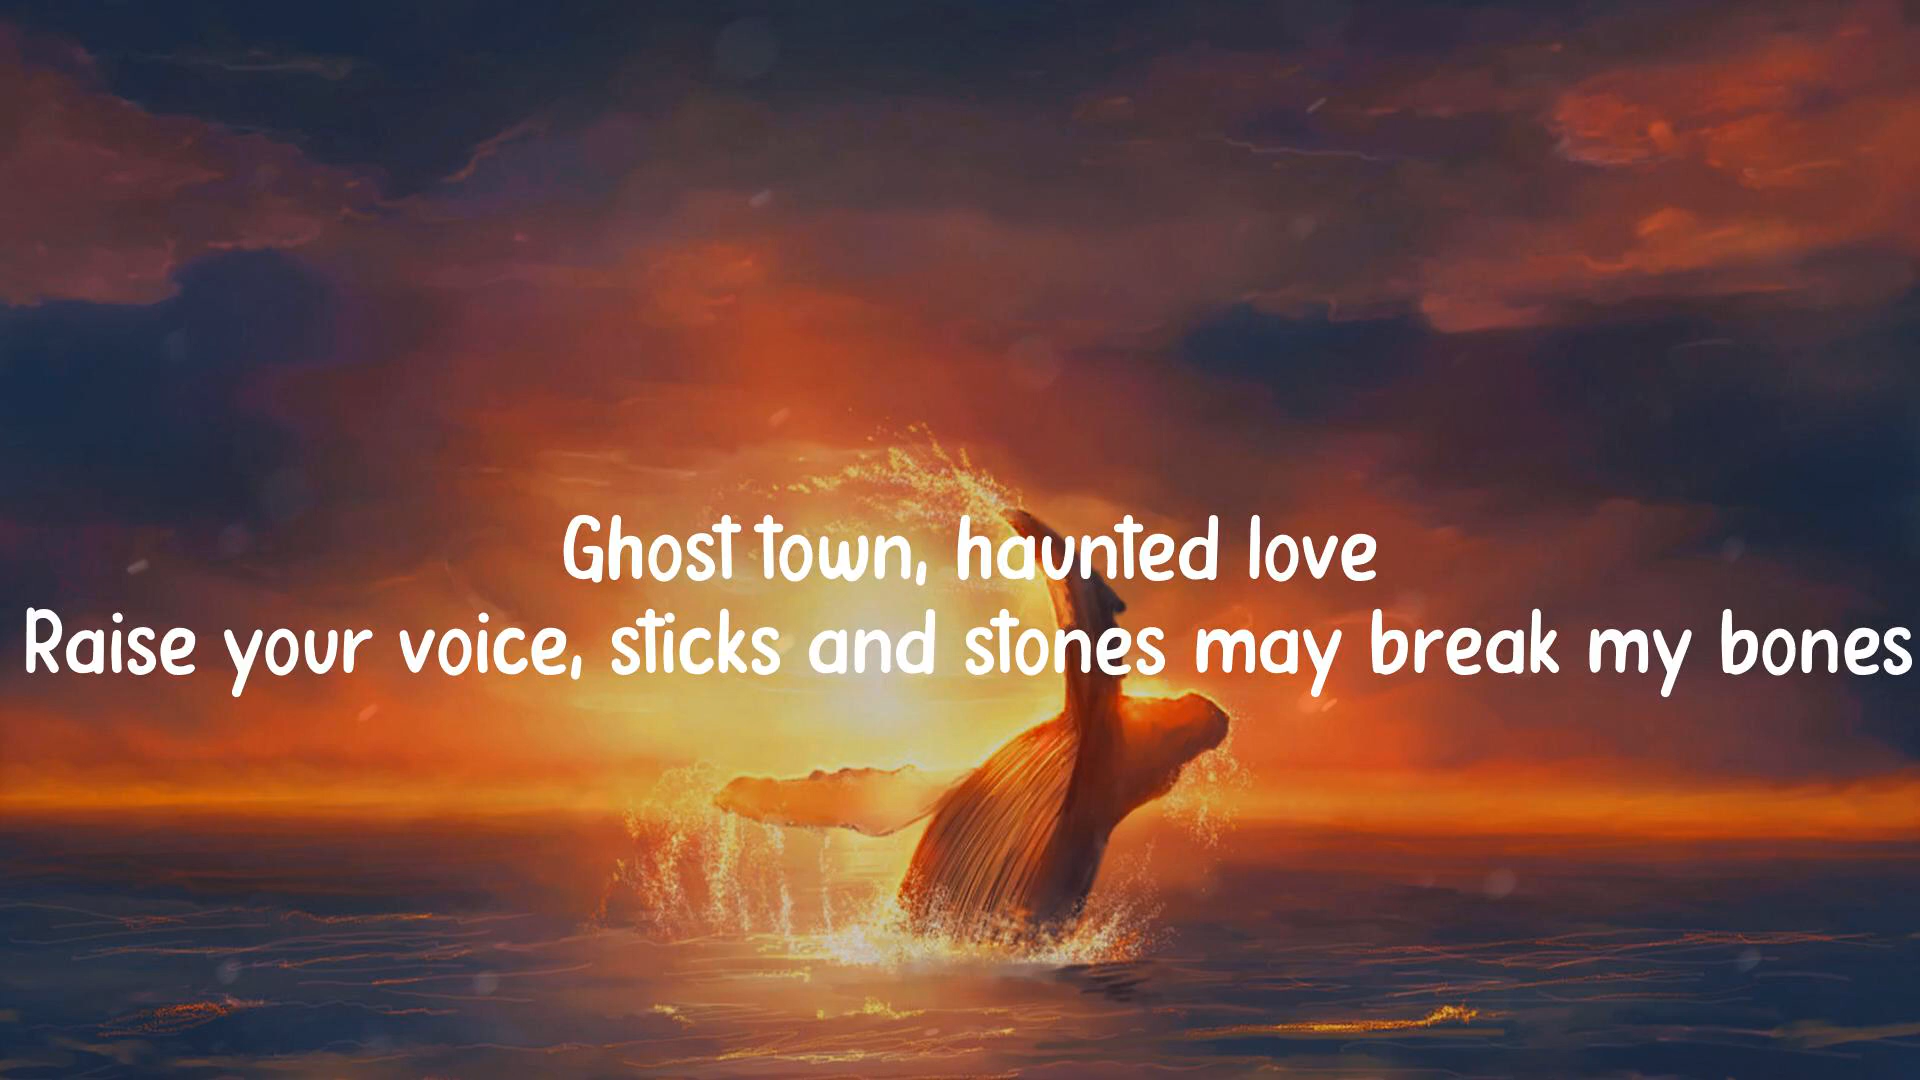 Ghost town, haunted love
Raise your voice, sticks and stones may break my bones